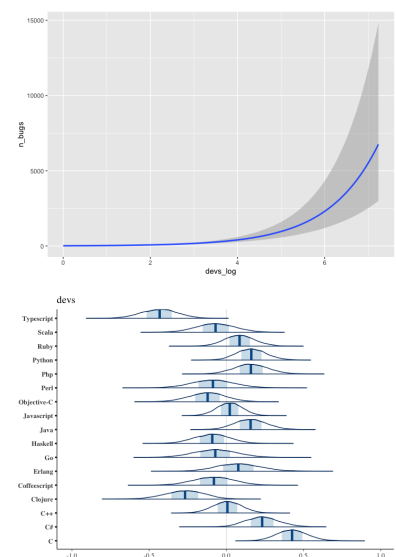 15000
10000
n_bugs
5000
0
0 2 4 6
devs_log
devs
Typescript
Scala
Ruby
Python
Php
Perl
Objective-C
Javascript
Java
Haskell
Go
Erlang
Coffeescript
Clojure
C++
C#
C
-1.0 -0.5 0.0 0.5 1.0